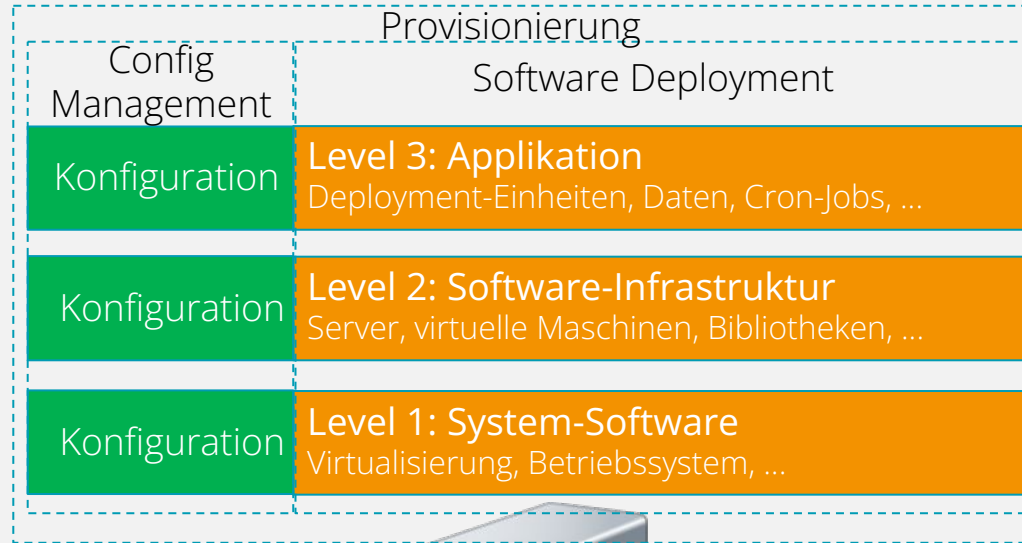 Provisionierung
Config
Management
Software Deployment
Konfiguration
Level 3: Applikation
Deployment-Einheiten, Daten, Cron-Jobs, ...
Konfiguration
Level 2: Software-Infrastruktur
Server, virtuelle Maschinen, Bibliotheken, ...
Konfiguration
Level 1: System-Software
Virtualisierung, Betriebssystem, ...